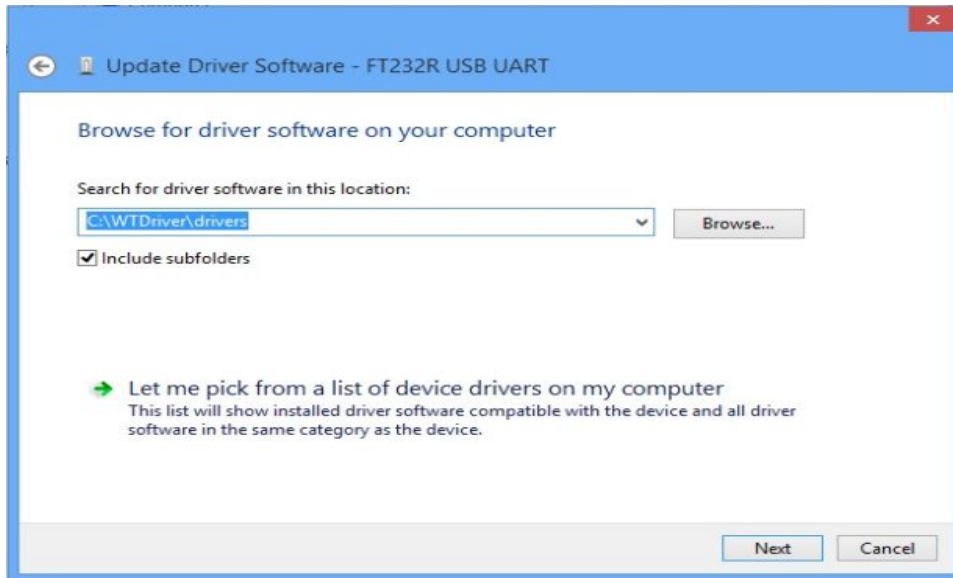 Update Driver Software - FT232R USB UART
Browse for driver software on your computer
Search for driver software in this location:
C:\WTDriver\drivers
Browse...
Include subfolders
Let me pick from a list of device drivers on my computer
This list will show installed driver software compatible with the device and all driver
software in the same category as the device.
Next
Cancel